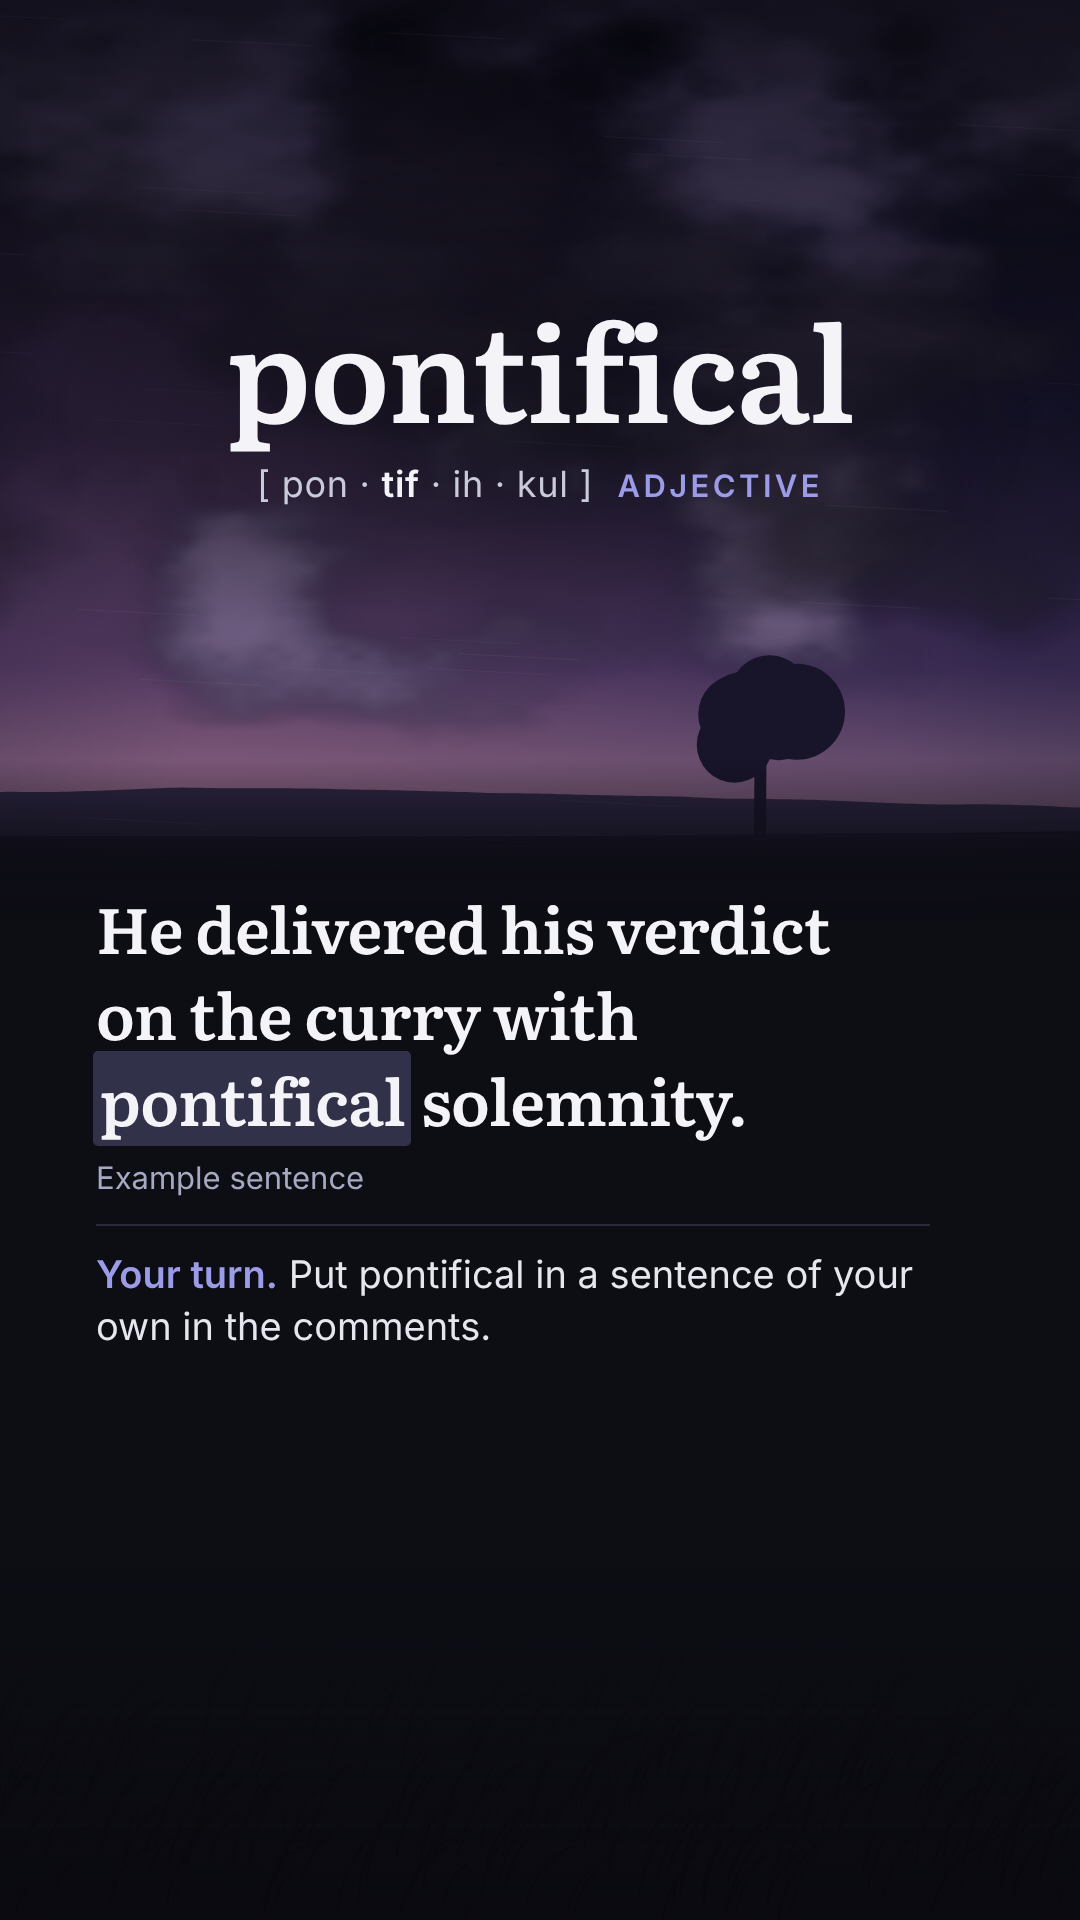 pontifical
[ pon · tif · ih · kul ] ADJECTIVE
He delivered his verdict
on the curry with
pontifical solemnity.
Example sentence
Your turn. Put pontifical in a sentence of your
own in the comments.